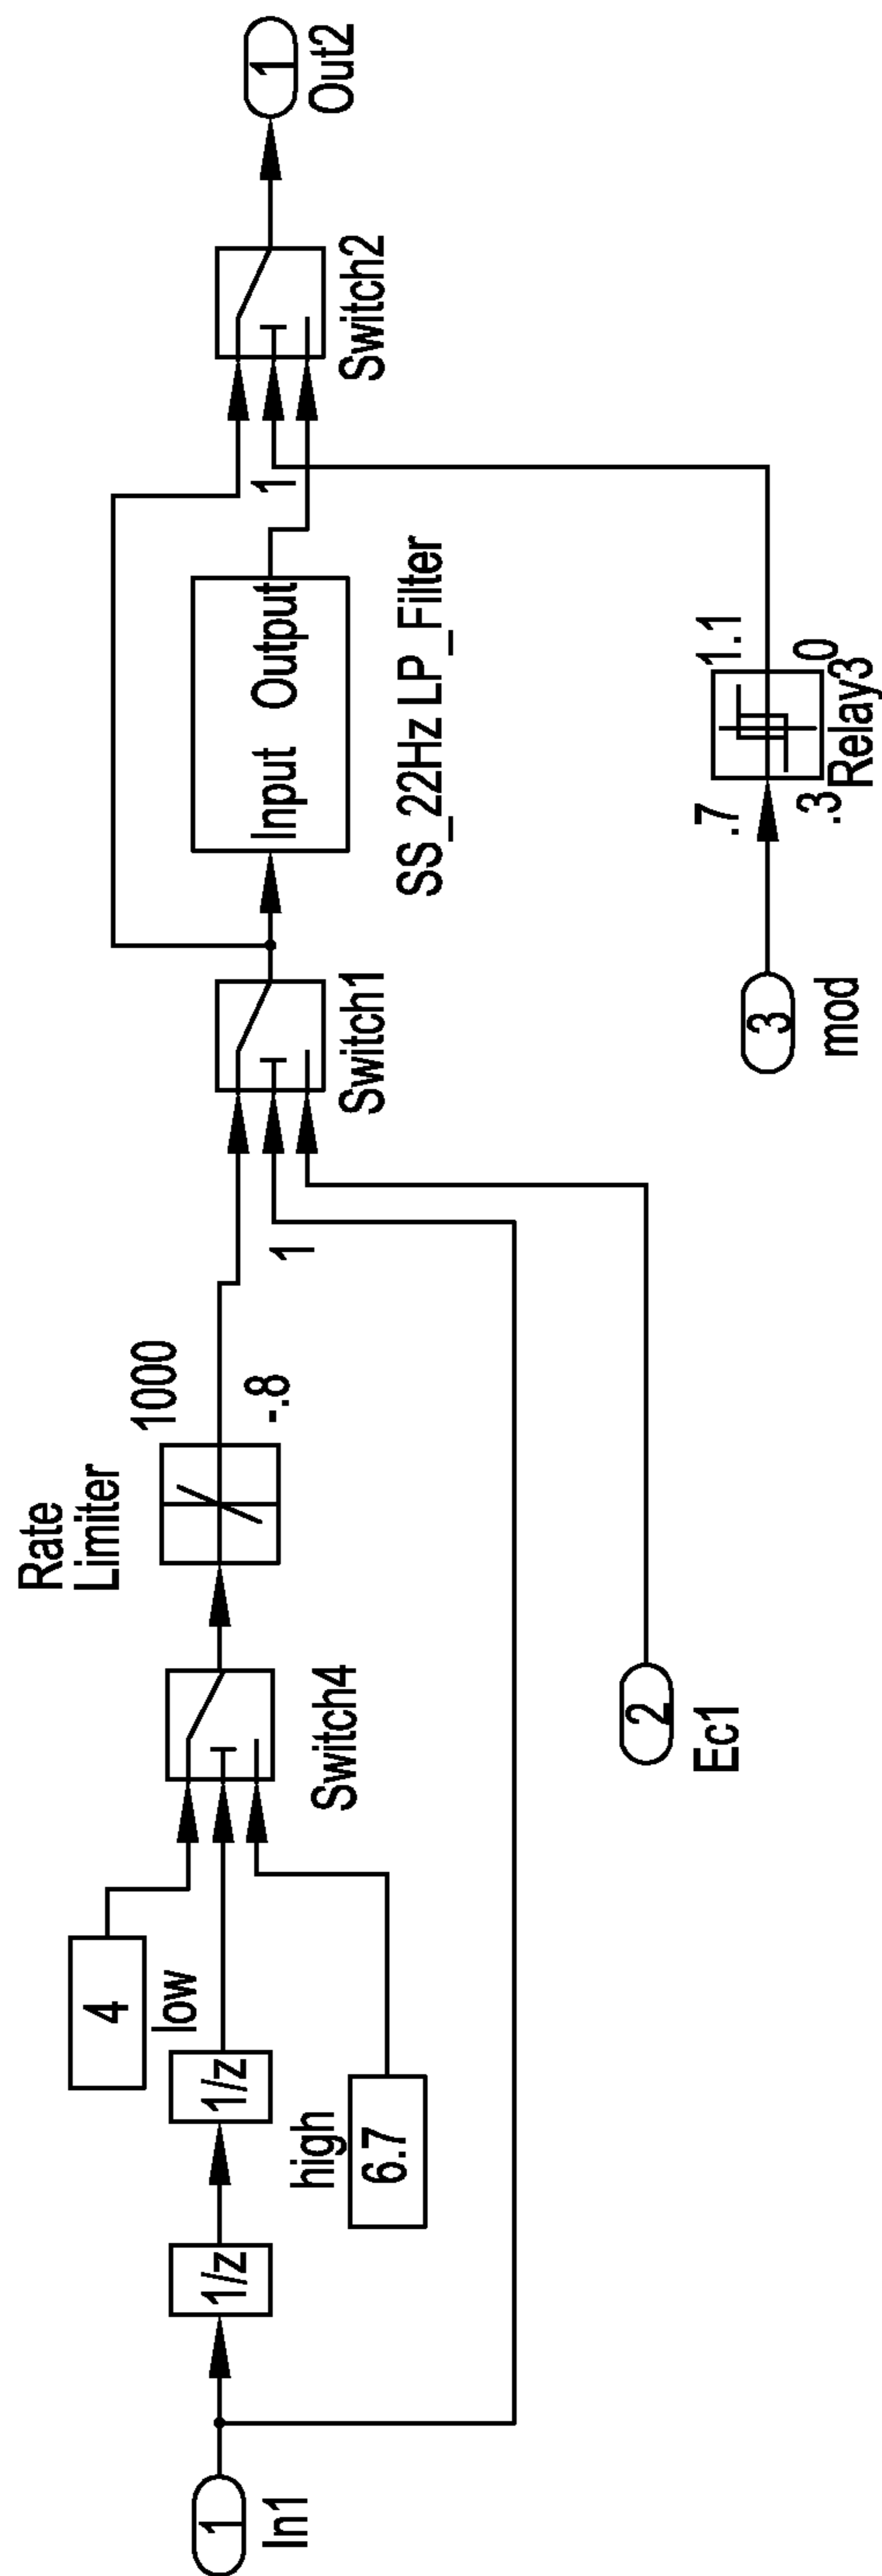 1
In1
1/z
1/z
4
low
high
6.7
Switch4
Rate
Limiter
1000
-.8
2
Ec1
1
Switch1
Input Output
SS_22Hz LP_Filter
3
mod
.7
.3
1.1
0
Relay3
1
Switch2
1
Out2